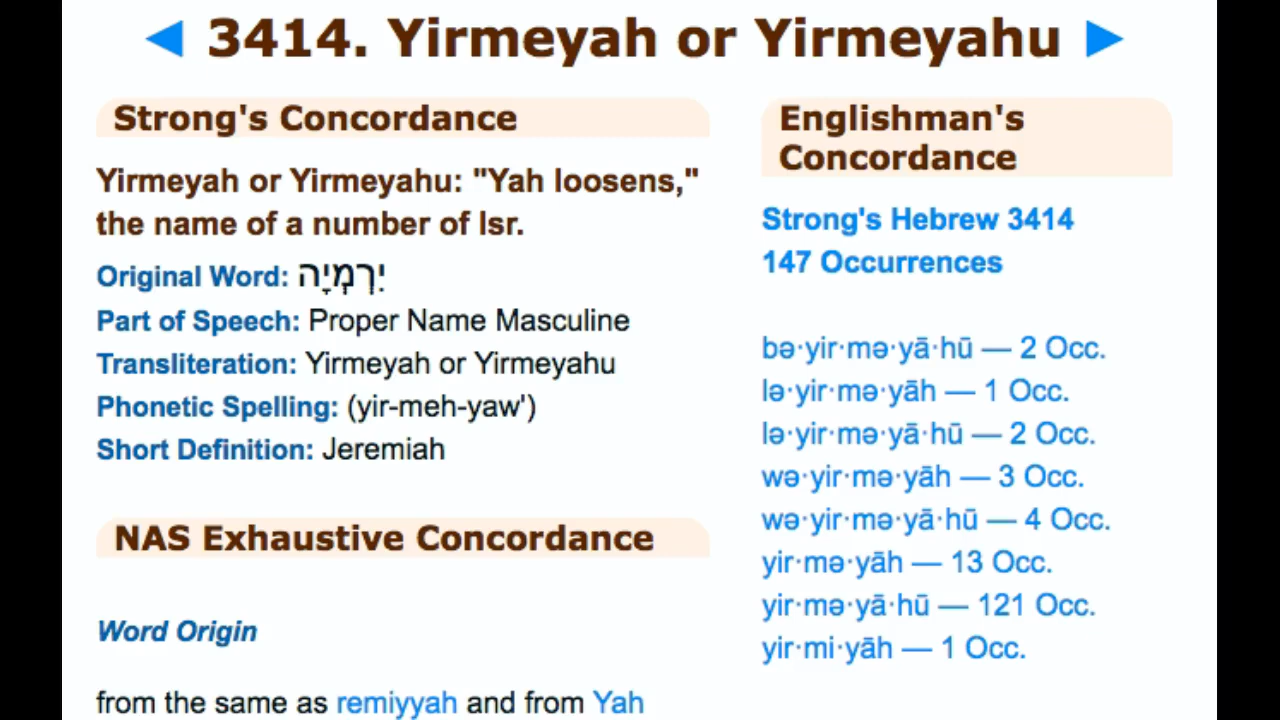 ◄ 3414. Yirmeyah or Yirmeyahu ►
Strong's Concordance
Yirmeyah or Yirmeyahu: "Yah loosens,"
the name of a number of Isr.
Original Word: יִרְמְיָה
Part of Speech: Proper Name Masculine
Transliteration: Yirmeyah or Yirmeyahu
Phonetic Spelling: (yir-meh-yaw')
Short Definition: Jeremiah
NAS Exhaustive Concordance
Word Origin
from the same as remiyyah and from Yah
Englishman's
Concordance
Strong's Hebrew 3414
147 Occurrences
bə·yir·mə·yā·hū — 2 Occ.
lə·yir·mə·yāh — 1 Occ.
lə·yir·mə·yā·hū — 2 Occ.
wə·yir·mə·yāh — 3 Occ.
wə·yir·mə·yā·hū — 4 Occ.
yir·mə·yāh — 13 Occ.
yir·mə·yā·hū — 121 Occ.
yir·mi·yāh — 1 Occ.